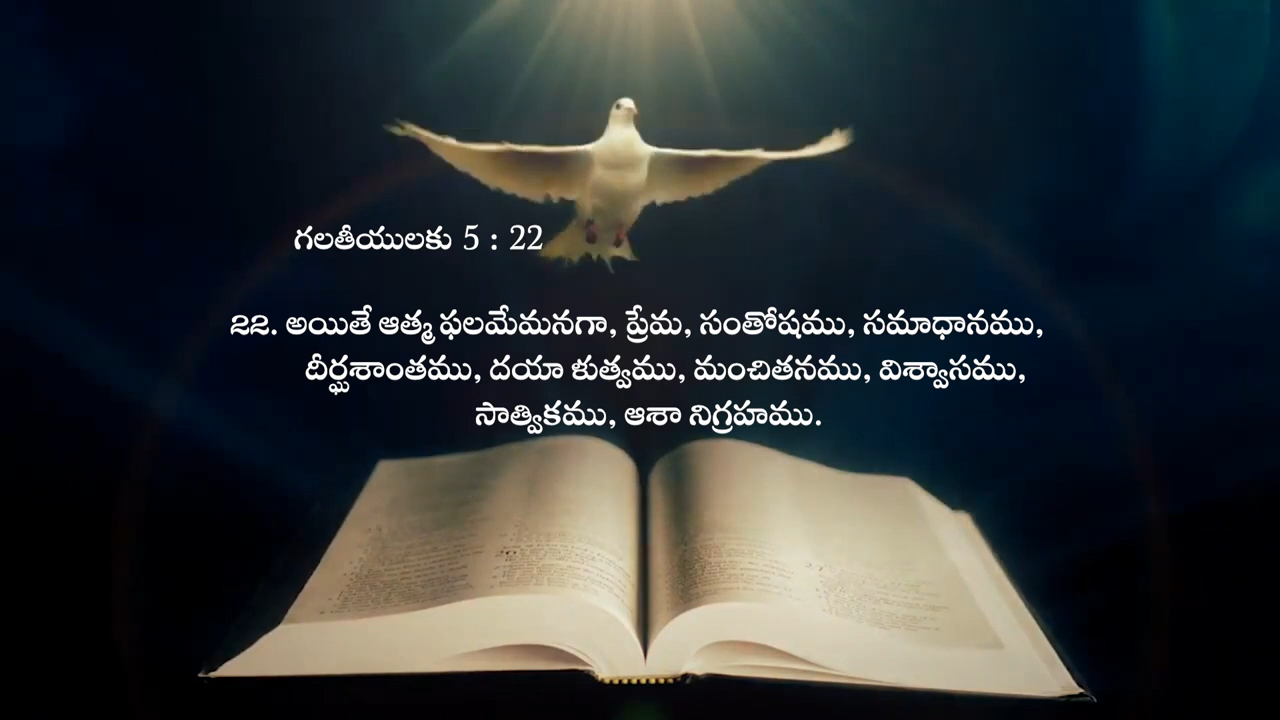 గలతీయులకు 5 : 22
౨౨. అయితే ఆత్మ ఫలమేమనగా, ప్రేమ, సంతోషము, సమాధానము,
దీర్ఘశాంతము, దయా ళుత్వము, మంచితనము, విశ్వాసము,
సాత్వికము, ఆశా నిగ్రహము.